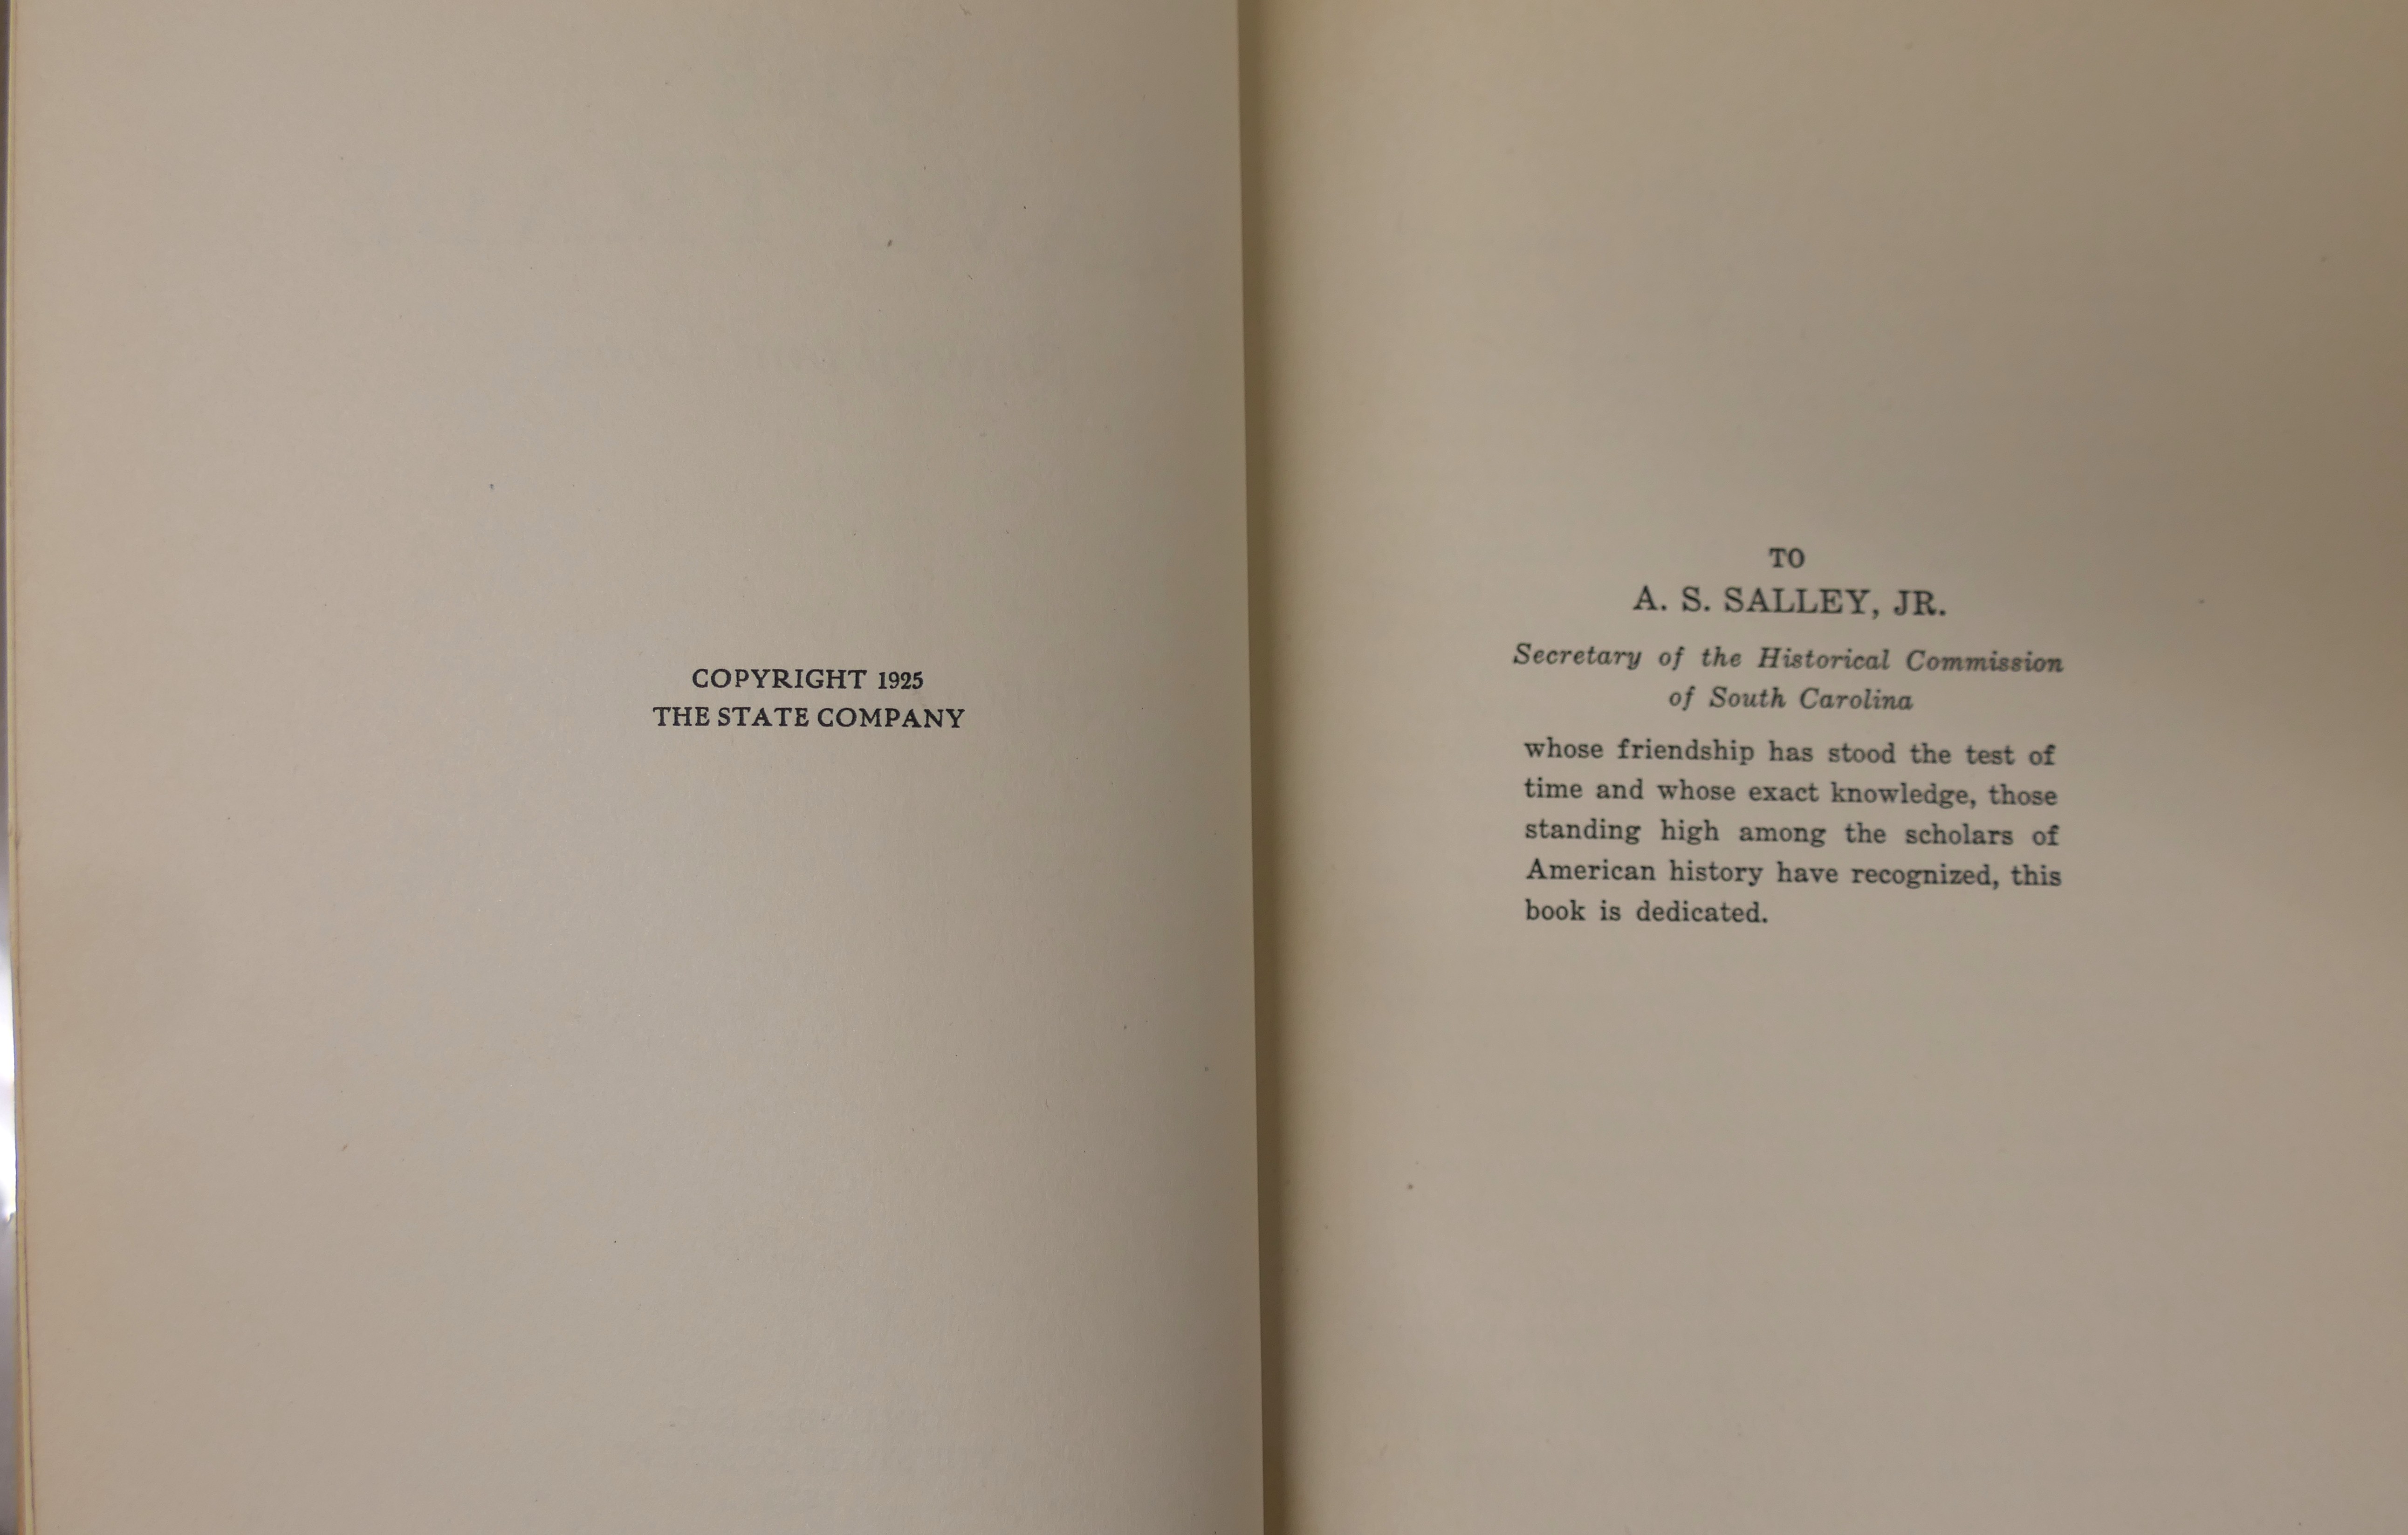 COPYRIGHT 1925
THE STATE COMPANY
TO
A. S. SALLEY, JR.
Secretary of the Historical Commission
of South Carolina
whose friendship has stood the test of
time and whose exact knowledge, those
standing high among the scholars of
American history have recognized, this
book is dedicated.